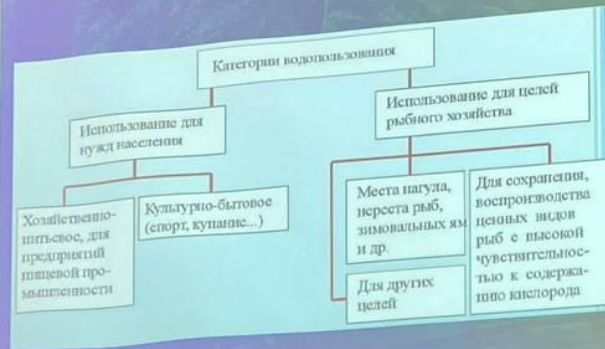 Категории водопользования
Использование для
нужд населения
Использование для целей
рыбного хозяйства
Хозяйственно-
питьевое, для
предприятий
пищевой про-
мышленности
Культурно-бытовое
(спорт, купание...)
Места нагула,
нереста рыб,
зимовальных ям
и др.
Для других
целей
Для сохранения,
воспроизводства
ценных видов
рыб с высокой
чувствительнос-
тью к содержа-
нию кислорода